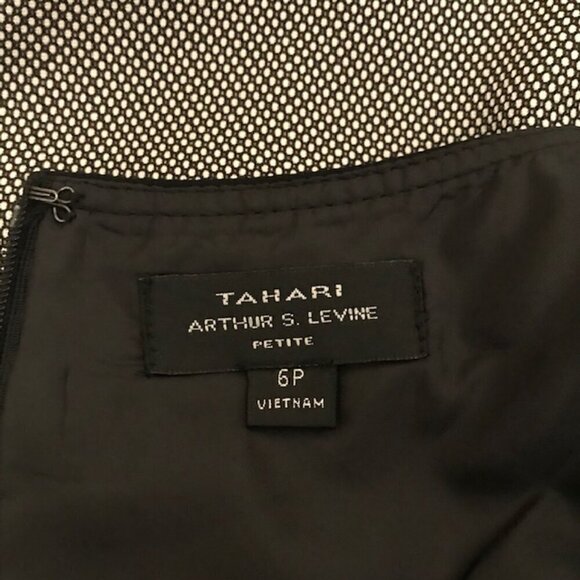 TAHARI
ARTHUR S. LEVINE
PETITE
6P
VIETNAM